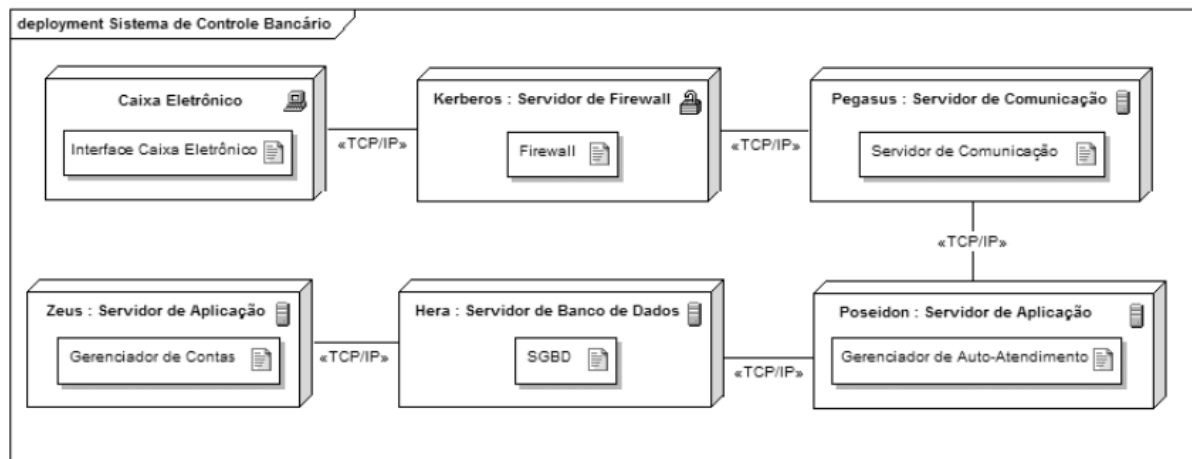 deployment Sistema de Controle Bancário
Caixa Eletrônico
Interface Caixa Eletrônico
«TCP/IP»
Kerberos : Servidor de Firewall
Firewall
«TCP/IP»
Pegasus : Servidor de Comunicação
Servidor de Comunicação
«TCP/IP»
Zeus : Servidor de Aplicação
Gerenciador de Contas
«TCP/IP»
Hera : Servidor de Banco de Dados
SGBD
«TCP/IP»
Poseidon : Servidor de Aplicação
Gerenciador de Auto-Atendimento